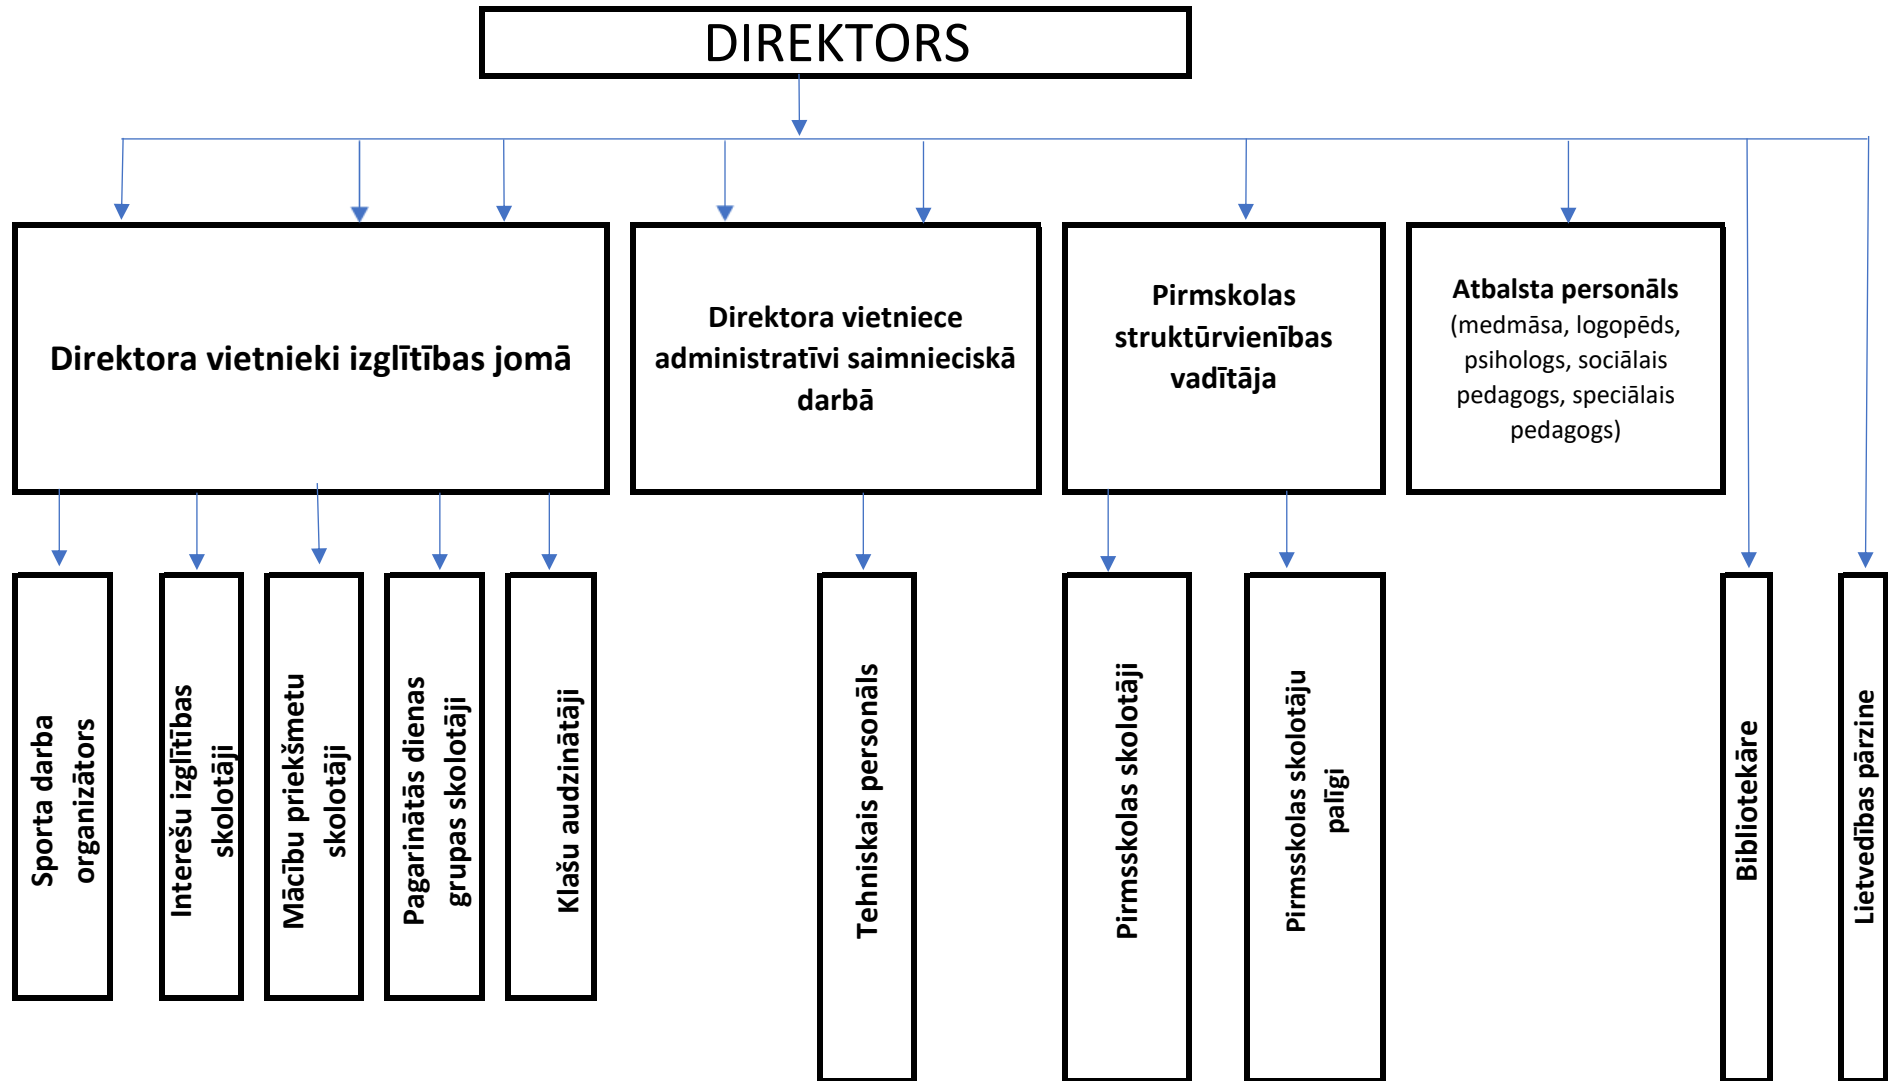 DIREKTORS
Direktora vietnieki izglītības jomā
Direktora vietniece
administratīvi saimnieciskā
darbā
Pirmskolas
struktūrvienības
vadītāja
Atbalsta personāls
(medmāsa, logopēds,
psihologs, sociālais
pedagogs, speciālais
pedagogs)
Sporta darba
organizātors
Interešu izglītības
skolotāji
Mācību priekšmetu
skolotāji
Pagarinātās dienas
grupas skolotāji
Klašu audzinātāji
Tehniskais personāls
Pirmsskolas skolotāji
Pirmsskolas skolotāju
palīgi
Bibliotekāre
Lietvedības pārzine